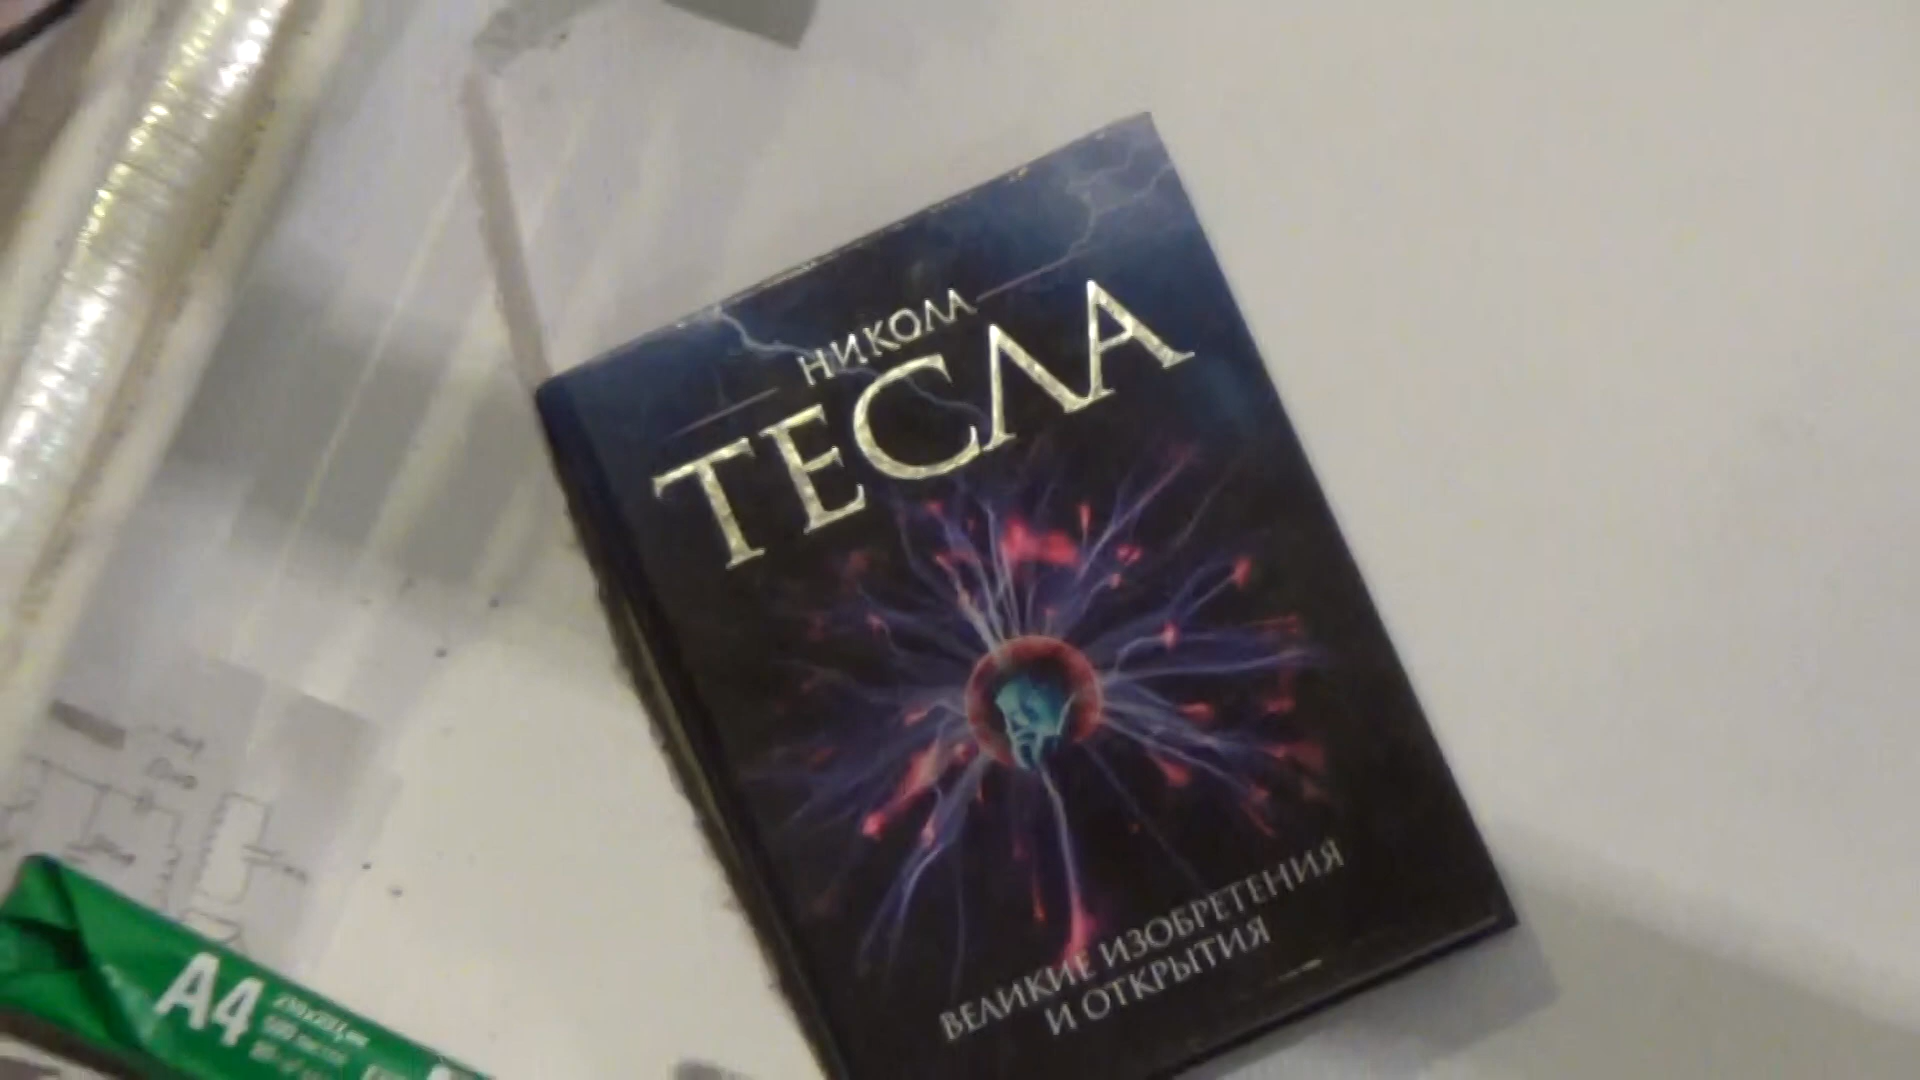 НИКОЛА
ТЕСЛА
ВЕЛИКИЕ ИЗОБРЕТЕНИЯ
И ОТКРЫТИЯ
A4